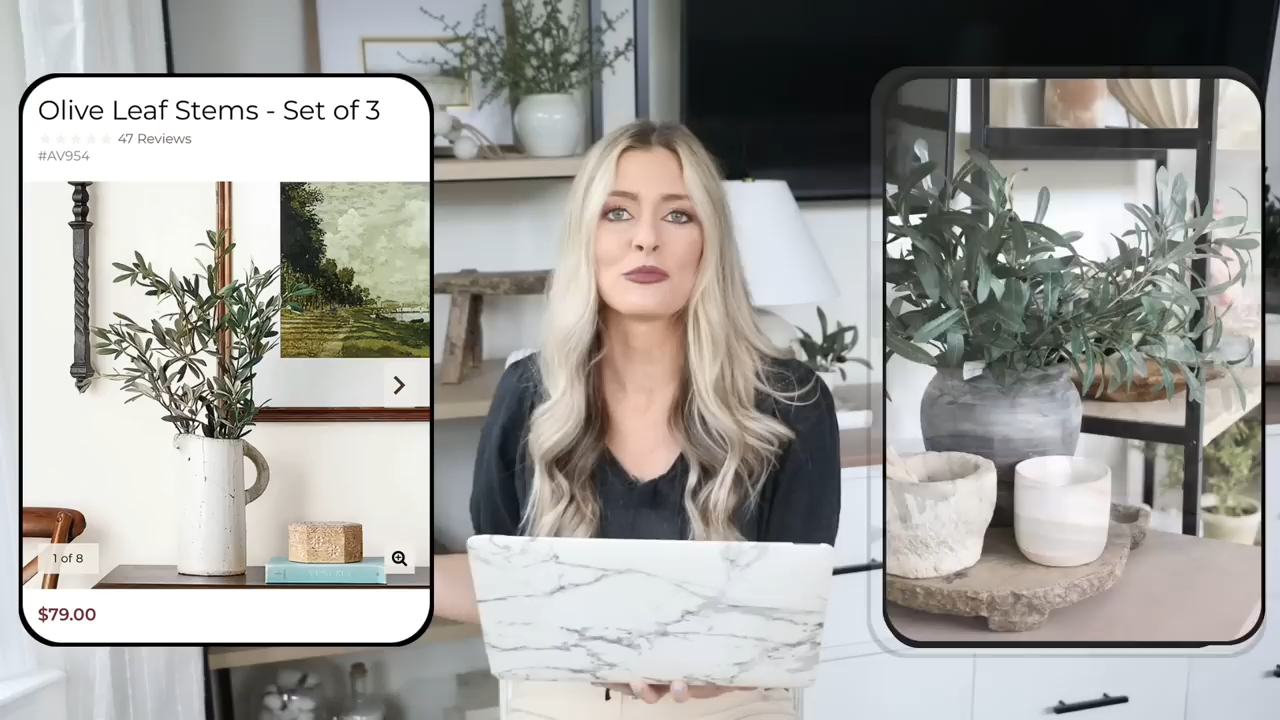 Olive Leaf Stems - Set of 3
47 Reviews
#AV954
1 of 8
$79.00